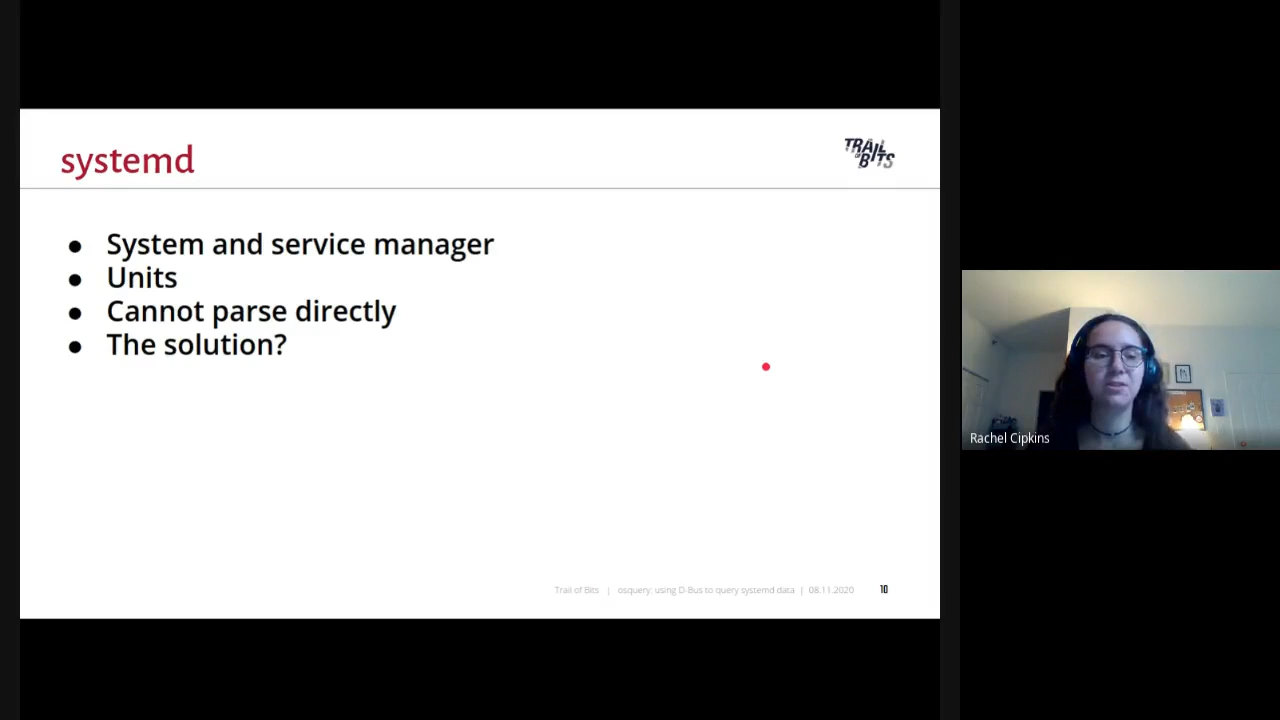 systemd
TRAIL
OF
BITS
● System and service manager
● Units
● Cannot parse directly
● The solution?
Trail of Bits | osquery: using D-Bus to query systemd data | 08.11.2020 10
Rachel Cipkins